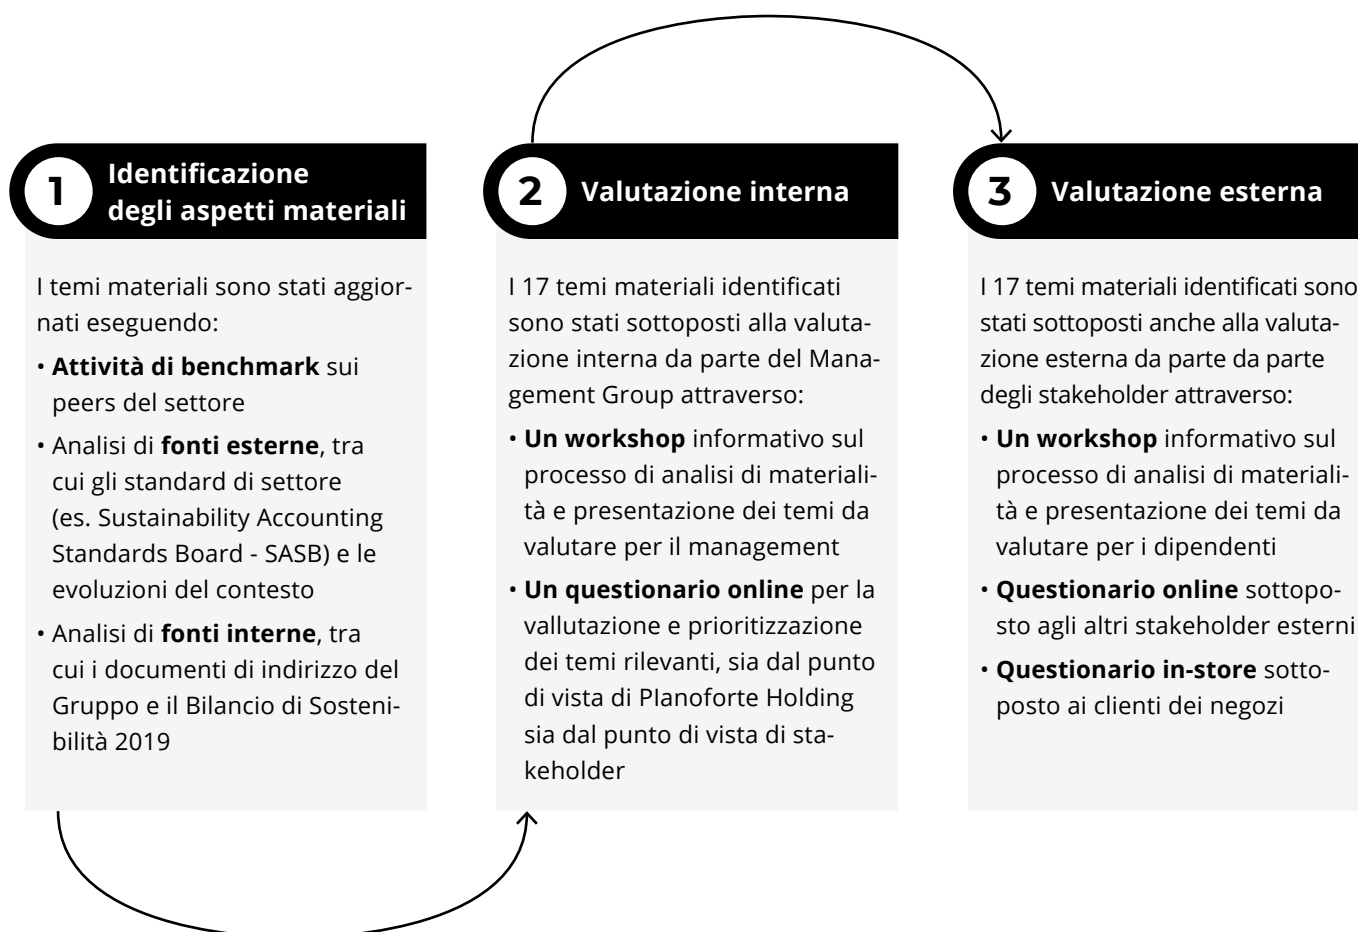 1
Identificazione
degli aspetti materiali
I temi materiali sono stati aggior-
nati eseguendo:
• Attività di benchmark sui
peers del settore
• Analisi di fonti esterne, tra
cui gli standard di settore
(es. Sustainability Accounting
Standards Board - SASB) e le
evoluzioni del contesto
• Analisi di fonti interne, tra
cui i documenti di indirizzo del
Gruppo e il Bilancio di Sosteni-
bilità 2019
2
Valutazione interna
I 17 temi materiali identificati
sono stati sottoposti alla valuta-
zione interna da parte del Mana-
gement Group attraverso:
• Un workshop informativo sul
processo di analisi di materiali-
tà e presentazione dei temi da
valutare per il management
• Un questionario online per la
vallutazione e prioritizzazione
dei temi rilevanti, sia dal punto
di vista di PIanoforte Holding
sia dal punto di vista di sta-
keholder
3
Valutazione esterna
I 17 temi materiali identificati sono
stati sottoposti anche alla valuta-
zione esterna da parte da parte
degli stakeholder attraverso:
• Un workshop informativo sul
processo di analisi di materiali-
tà e presentazione dei temi da
valutare per i dipendenti
• Questionario online sottopo-
sto agli altri stakeholder esterni
• Questionario in-store sotto-
posto ai clienti dei negozi